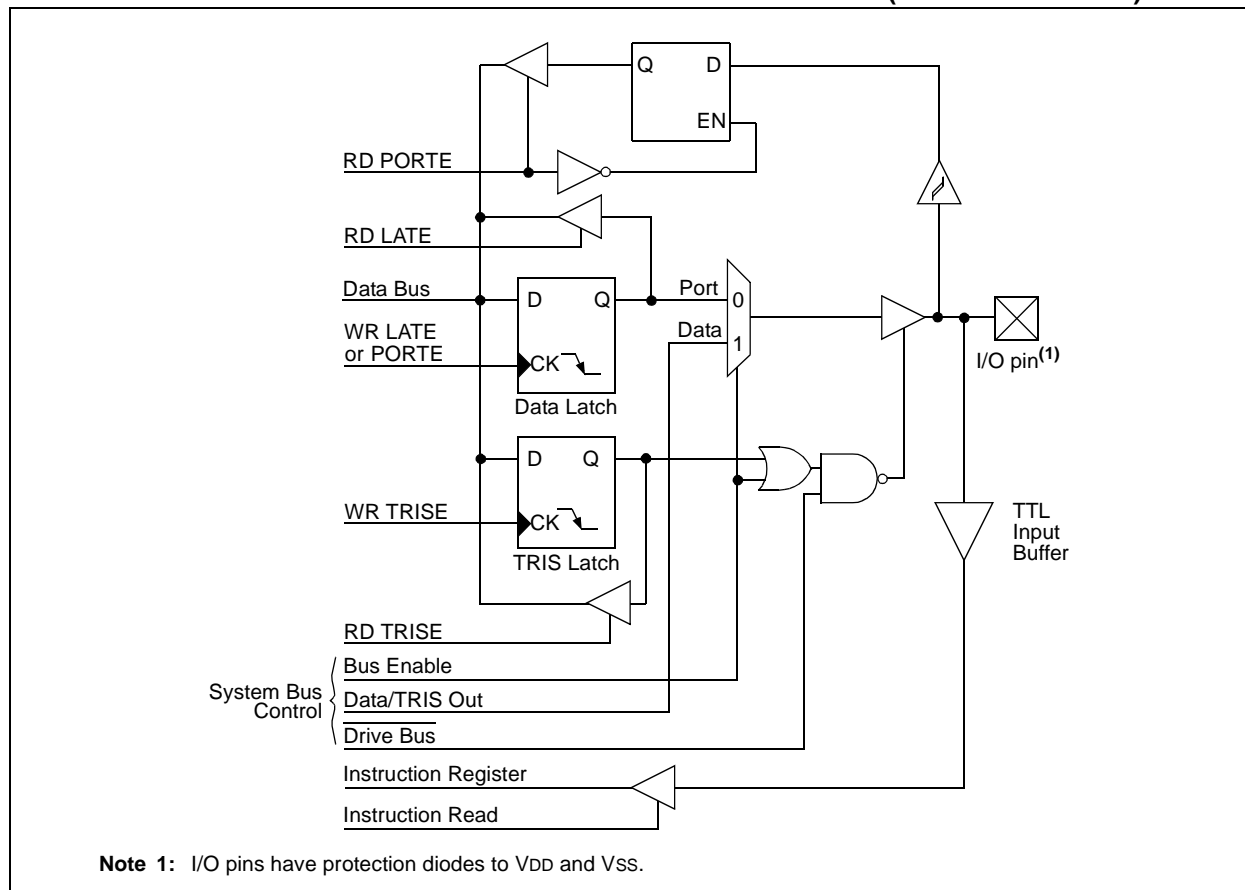 Q D
EN
RD PORTE
RD LATE
Data Bus
D Q
Port
0
WR LATE
or PORTE
Data
1
CK
Data Latch
I/O pin(1)
D Q
WR TRISE
CK
TRIS Latch
TTL
Input
Buffer
RD TRISE
System Bus
Control
Bus Enable
Data/TRIS Out
Drive Bus
Instruction Register
Instruction Read
Note 1: I/O pins have protection diodes to VDD and VSS.